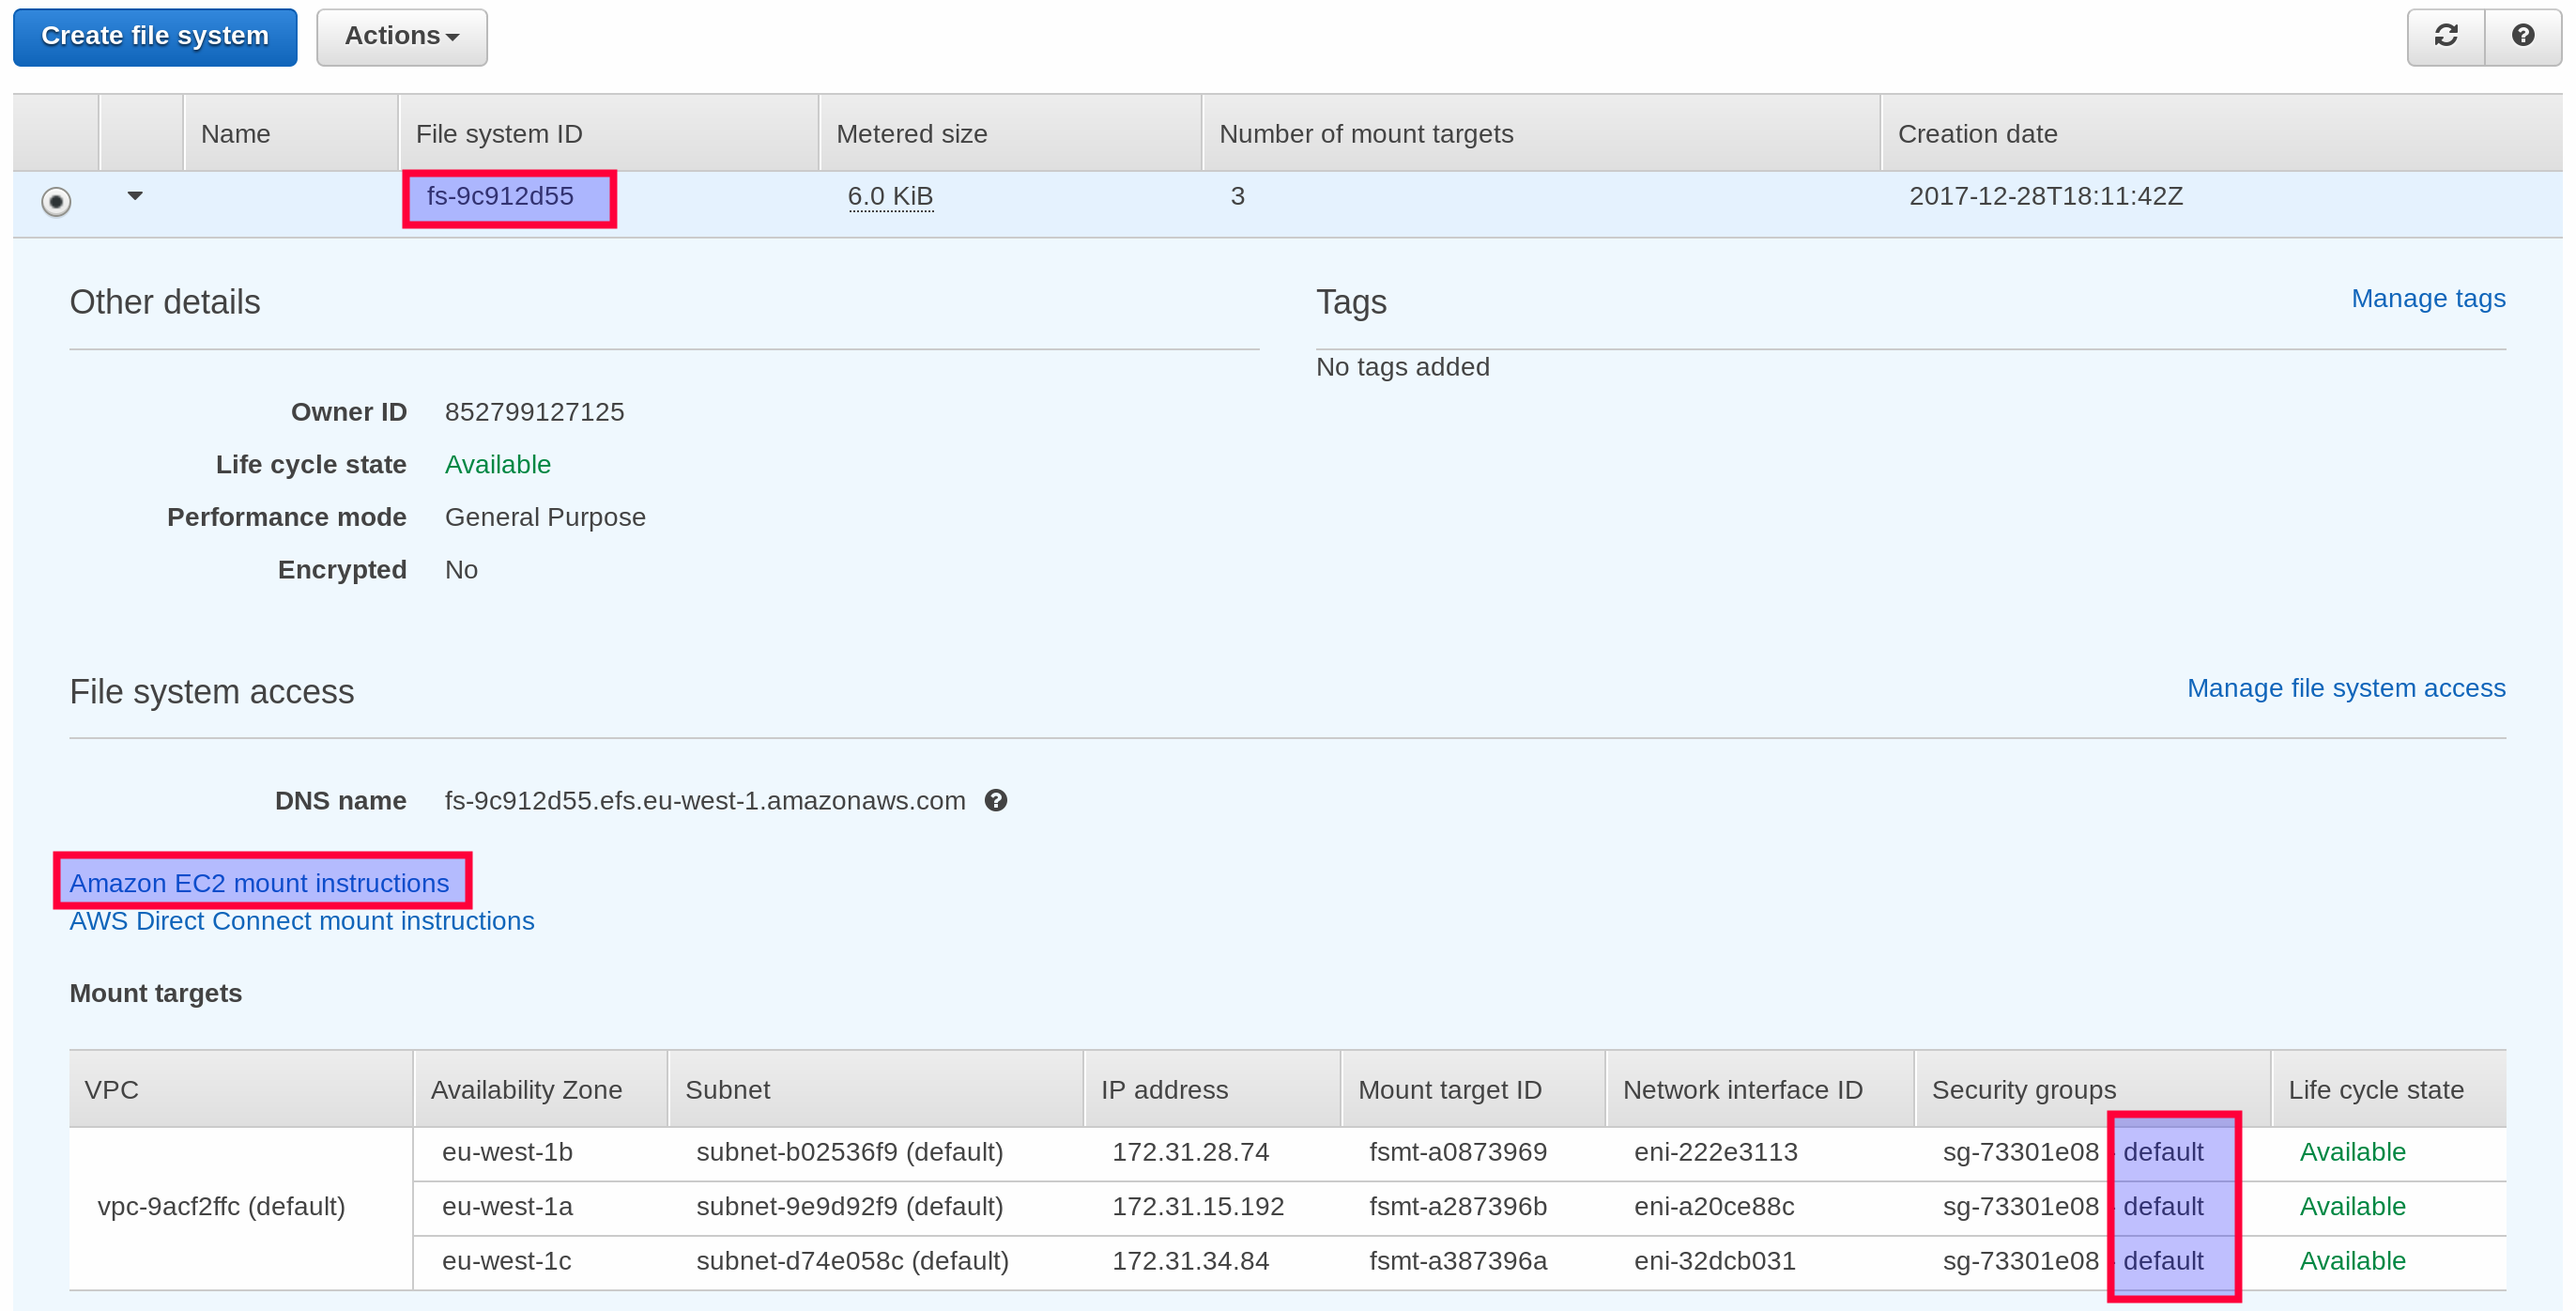 Create file system Actions
Name File system ID Metered size Number of mount targets Creation date
fs-9c912d55 6.0 KiB 3 2017-12-28T18:11:42Z
Other details Tags Manage tags
No tags added
Owner ID 852799127125
Life cycle state Available
Performance mode General Purpose
Encrypted No
File system access Manage file system access
DNS name fs-9c912d55.efs.eu-west-1.amazonaws.com
Amazon EC2 mount instructions
AWS Direct Connect mount instructions
Mount targets
VPC Availability Zone Subnet IP address Mount target ID Network interface ID Security groups Life cycle state
eu-west-1b subnet-b02536f9 (default) 172.31.28.74 fsmt-a0873969 eni-222e3113 sg-73301e08 - default Available
vpc-9acf2ffc (default) eu-west-1a subnet-9e9d92f9 (default) 172.31.15.192 fsmt-a287396b eni-a20ce88c sg-73301e08 - default Available
eu-west-1c subnet-d74e058c (default) 172.31.34.84 fsmt-a387396a eni-32dcb031 sg-73301e08 - default Available